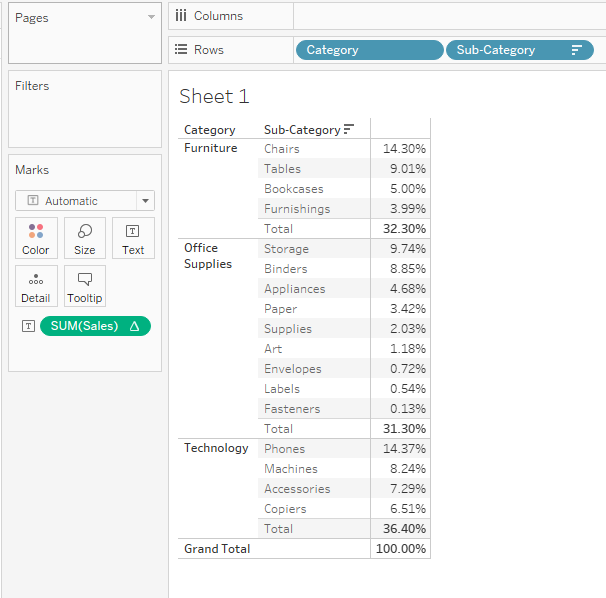 Pages
Columns
Rows
Category
Sub-Category
Filters
Marks
Automatic
Color
Size
Text
Detail
Tooltip
SUM(Sales) Δ
Sheet 1
Category Sub-Category
Furniture Chairs 14.30%
Tables 9.01%
Bookcases 5.00%
Furnishings 3.99%
Total 32.30%
Office Supplies Storage 9.74%
Binders 8.85%
Appliances 4.68%
Paper 3.42%
Supplies 2.03%
Art 1.18%
Envelopes 0.72%
Labels 0.54%
Fasteners 0.13%
Total 31.30%
Technology Phones 14.37%
Machines 8.24%
Accessories 7.29%
Copiers 6.51%
Total 36.40%
Grand Total 100.00%